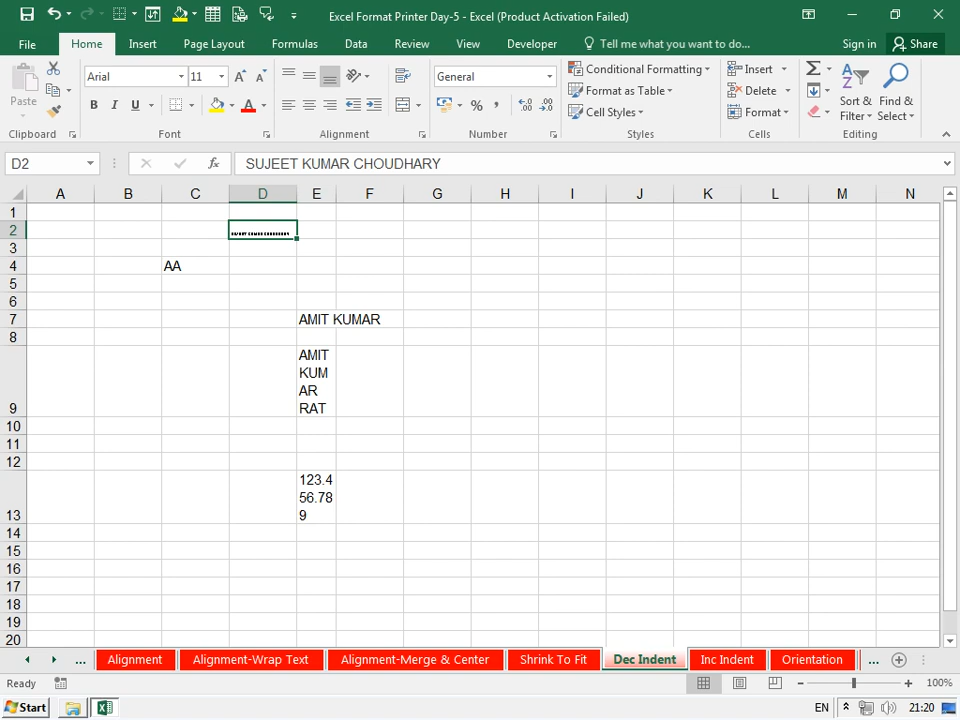 Excel Format Printer Day-5 - Excel (Product Activation Failed)
File Home Insert Page Layout Formulas Data Review View Developer Tell me what you want to do... Sign in Share
Arial 11 General Conditional Formatting Insert
Paste B I U Format as Table Delete Sort & Find &
Cell Styles Format Filter Select
Clipboard Font Alignment Number Styles Cells Editing
D2 fx SUJEET KUMAR CHOUDHARY
A B C D E F G H I J K L M N
1
2 SUJEET KUMAR CHOUDHARY
3
4 AA
5
6
7 AMIT KUMAR
8
AMIT
KUM
AR
9 RAT
10
11
12
123.4
56.78
13 9
14
15
16
17
18
19
20
... Alignment Alignment-Wrap Text Alignment-Merge & Center Shrink To Fit Dec Indent Inc Indent Orientation ...
Ready 100%
Start EN 21:20